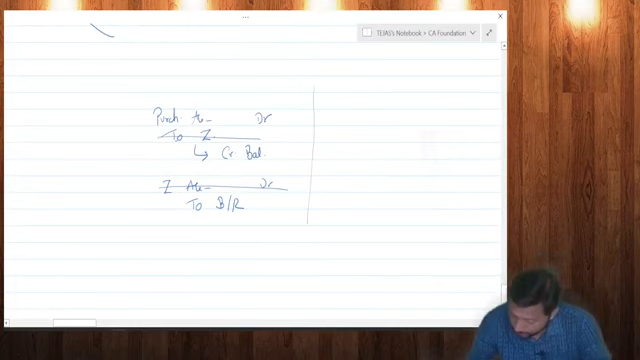 TEJAS's Notebook > CA Foundation
Purch A/c Dr
To Z
↳ Cr. Bal.
Z A/c Dr
To B/R